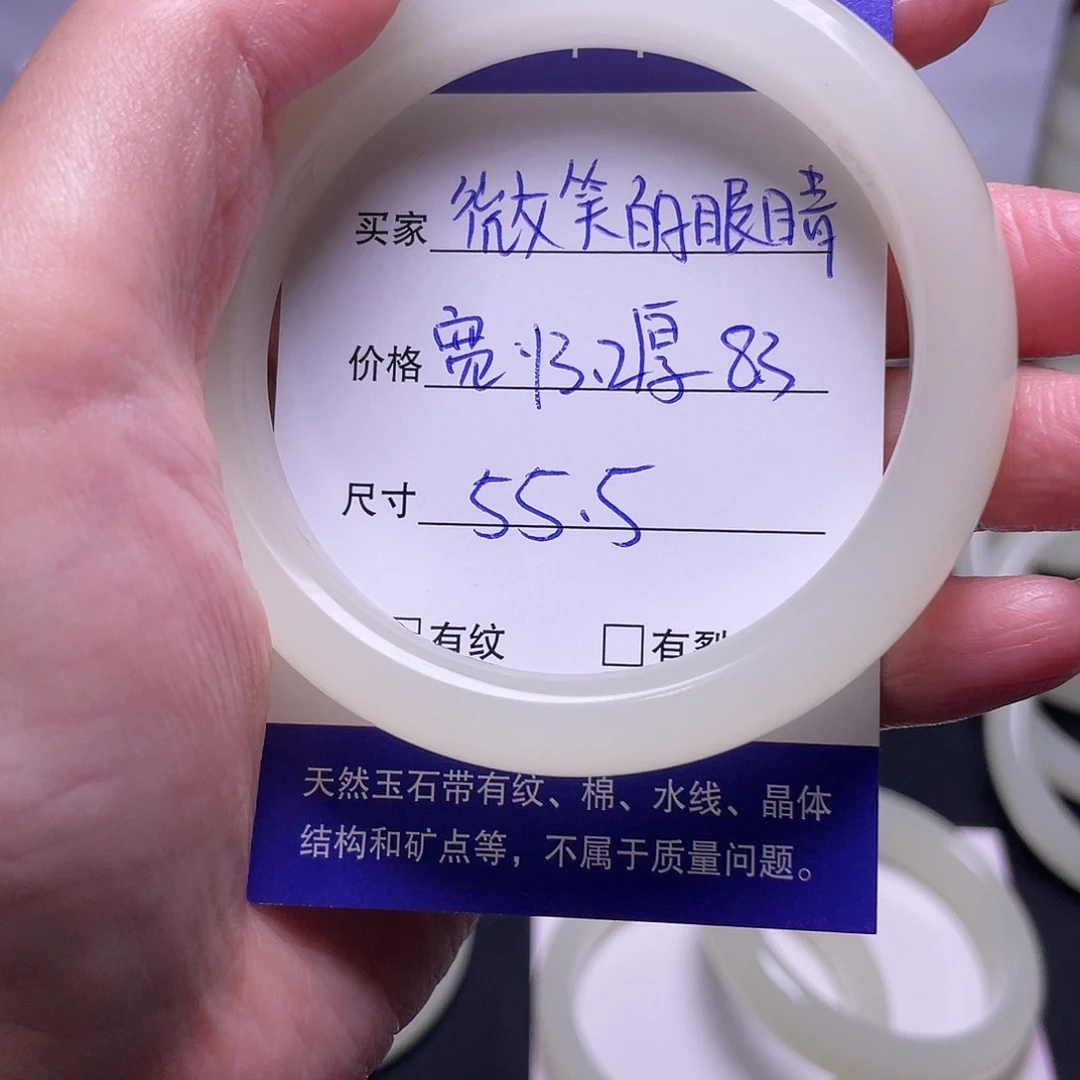 买家 微笑的眼睛
价格 宽13.2厚83
尺寸 55.5
□有纹 □有裂
天然玉石带有纹、棉、水线、晶体
结构和矿点等，不属于质量问题。